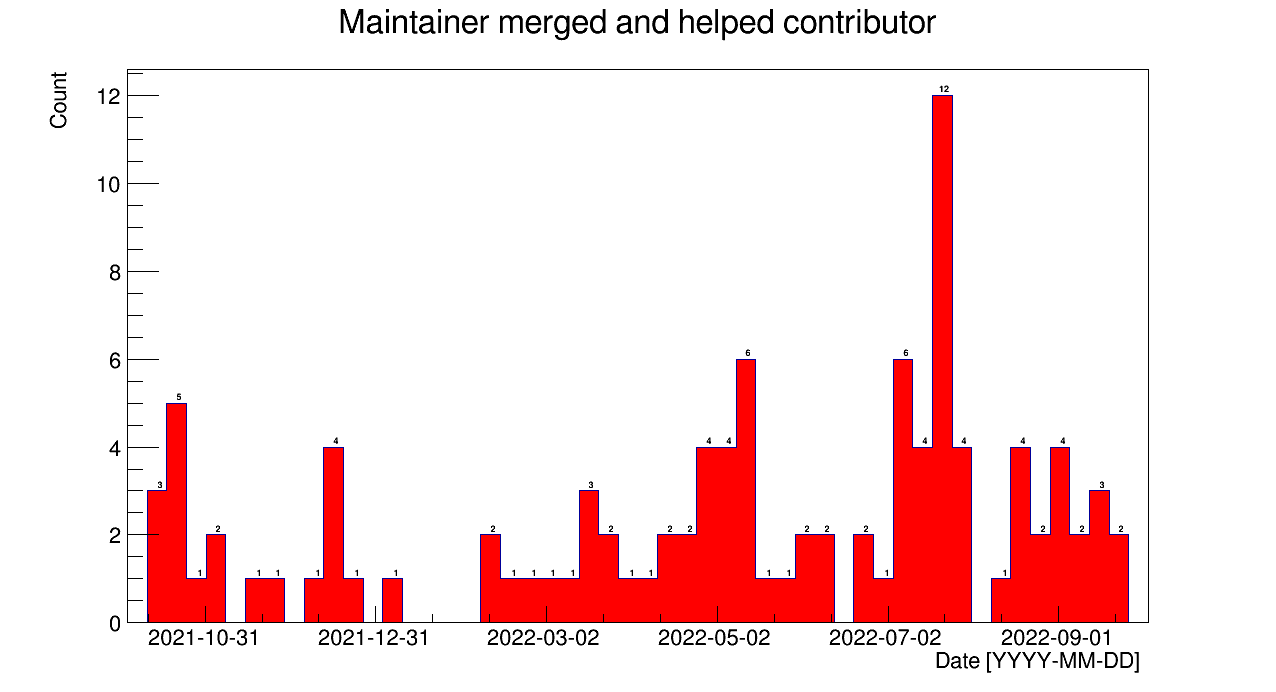 Maintainer merged and helped contributor
Count
12
10
8
6
4
2
0
3 5 1 2 1 1 1 4 1 1 2 1 1 1 1 3 2 1 1 2 2 4 4 6 1 1 2 2 2 1 6 4 12 4 1 4 2 4 2 3 2
2021-10-31 2021-12-31 2022-03-02 2022-05-02 2022-07-02 2022-09-01
Date [YYYY-MM-DD]